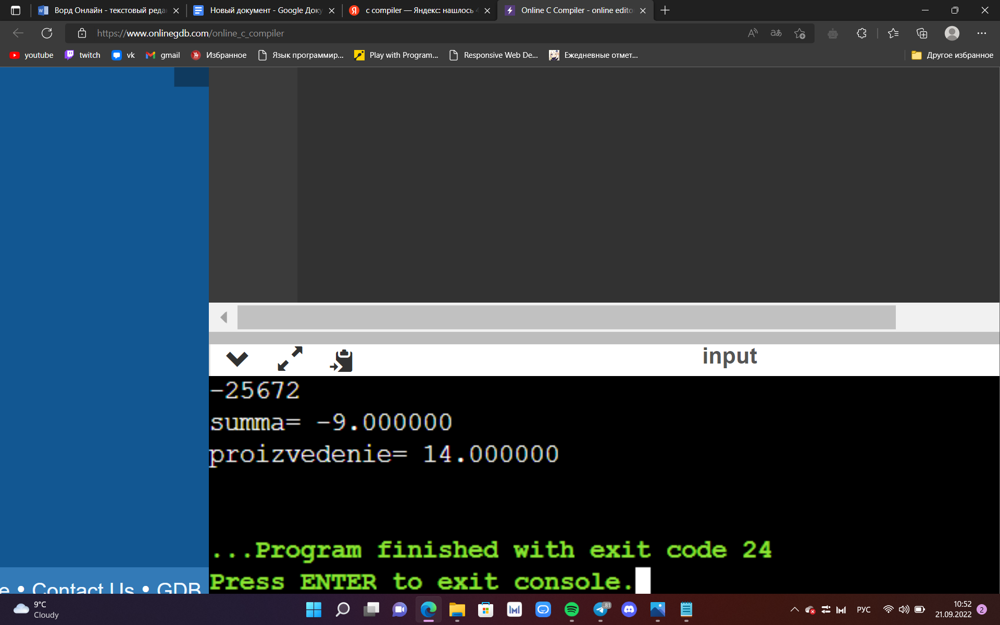 Ворд Онлайн - текстовый реда
Новый документ - Google Доку
c compiler — Яндекс: нашлось
Online C Compiler - online edito
https://www.onlinegdb.com/online_c_compiler
youtube
twitch
vk
gmail
Избранное
Язык программир...
Play with Program...
Responsive Web De...
Ежедневные отмет...
Другое избранное
input
-25672
summa= -9.000000
proizvedenie= 14.000000
...Program finished with exit code 24
Press ENTER to exit console.
e • Contact Us • GDB
9°C
Cloudy
81
РУС
10:52
21.09.2022
2